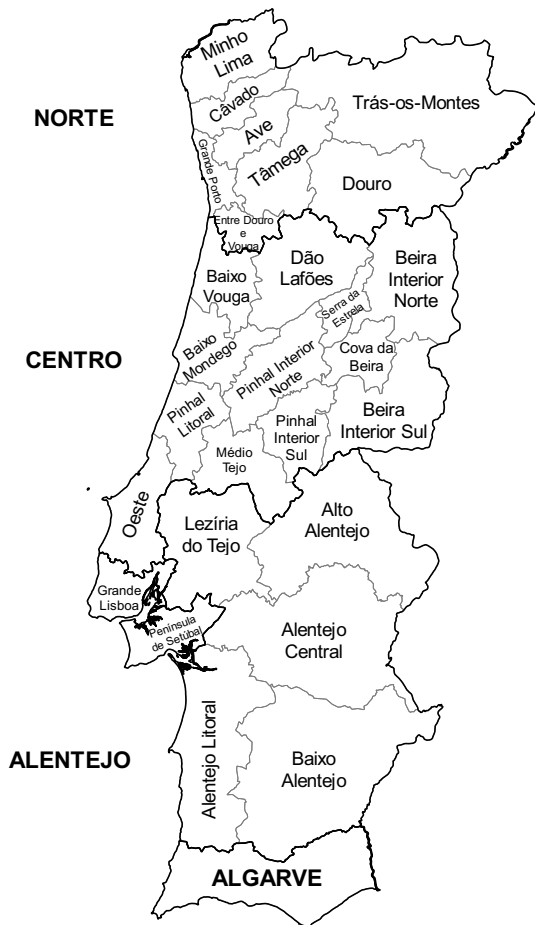 Minho
Lima
Câvado
Trás-os-Montes
NORTE
Ave
Grande Porto
Tâmega
Douro
Entre Douro
e
Vouga
Dão
Lafões
Beira
Interior
Norte
Baixo
Vouga
Serra da
Estrela
Baixo
Mondego
CENTRO
Pinhal Interior
Norte
Cova da
Beira
Pinhal
Litoral
Pinhal
Interior
Sul
Beira
Interior Sul
Médio
Tejo
Oeste
Lezíria
do Tejo
Alto
Alentejo
Grande
Lisboa
Península
de Setúbal
Alentejo
Central
Alentejo Litoral
ALENTEJO
Baixo
Alentejo
ALGARVE